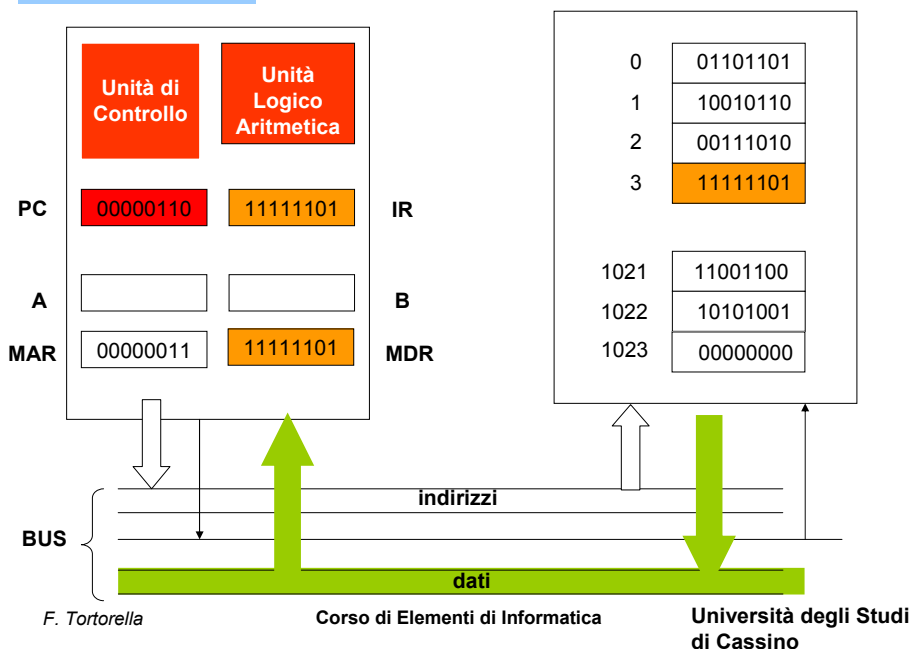 Unità di
Controllo
Unità
Logico
Aritmetica
PC 00000110 11111101 IR
A B
MAR 00000011 11111101 MDR
0 01101101
1 10010110
2 00111010
3 11111101
1021 11001100
1022 10101001
1023 00000000
indirizzi
BUS
dati
F. Tortorella Corso di Elementi di Informatica Università degli Studi
di Cassino